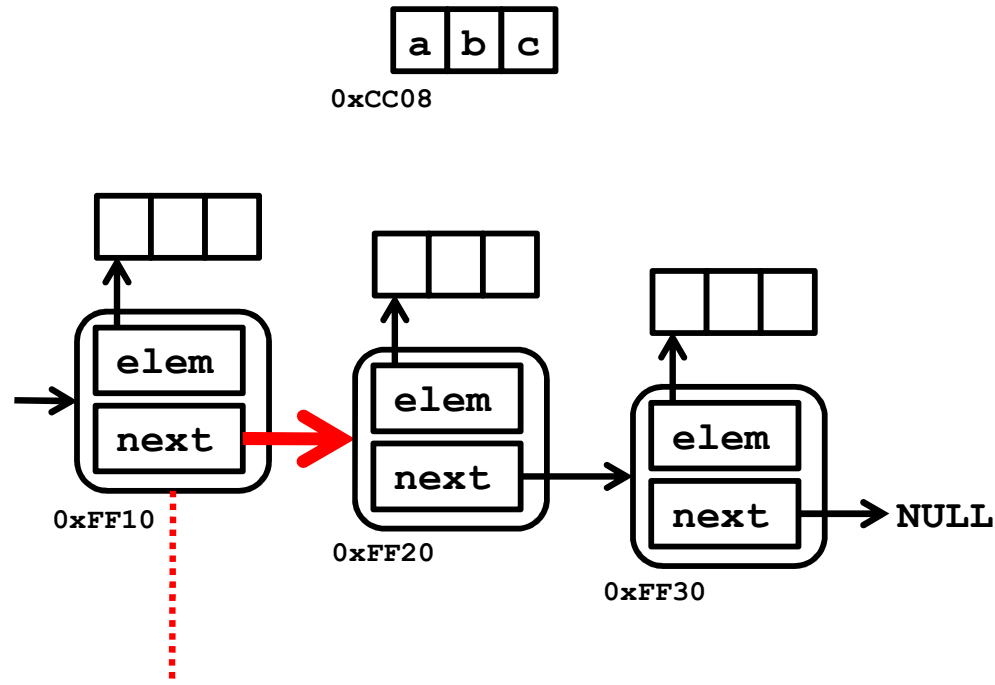 a b c
0xCC08
elem
next
0xFF10
elem
next
0xFF20
elem
next
NULL
0xFF30